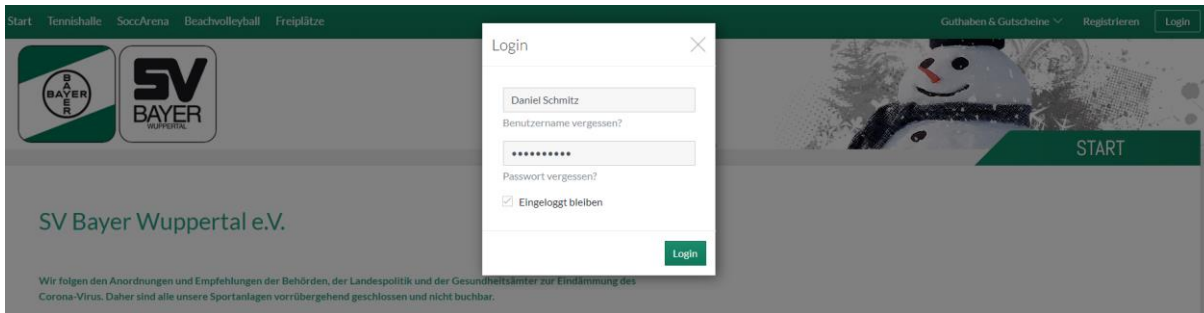 Start Tennishalle SoccArena Beachvolleyball Freiplätze Guthaben & Gutscheine Registrieren Login
Login
BAYER
BAYER
SV
BAYER
WUPPERTAL
Daniel Schmitz
Benutzername vergessen?
••••••••••
Passwort vergessen?
Eingeloggt bleiben
Login
START
SV Bayer Wuppertal e.V.
Wir folgen den Anordnungen und Empfehlungen der Behörden, der Landespolitik und der Gesundheitsämter zur Eindämmung des
Corona-Virus. Daher sind alle unsere Sportanlagen vorrübergehend geschlossen und nicht buchbar.